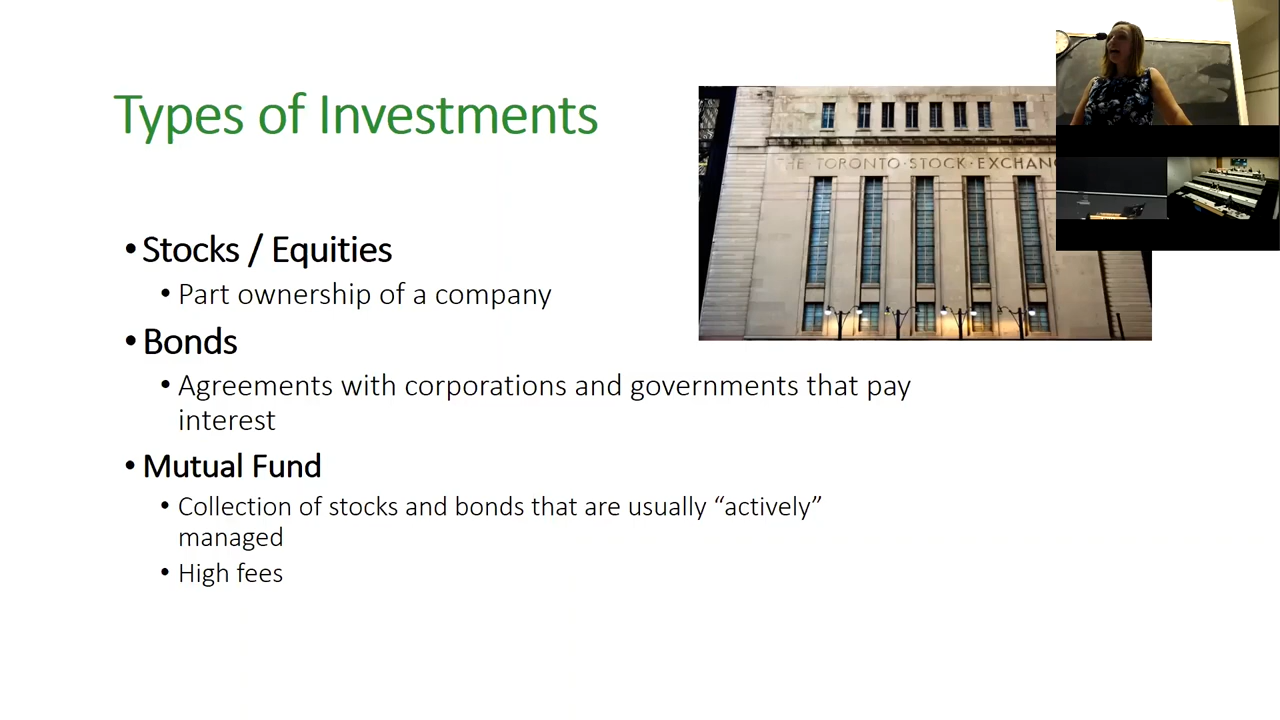 Types of Investments
THE TORONTO·STOCK·EXCHAN
• Stocks / Equities
• Part ownership of a company
• Bonds
• Agreements with corporations and governments that pay
interest
• Mutual Fund
• Collection of stocks and bonds that are usually “actively”
managed
• High fees